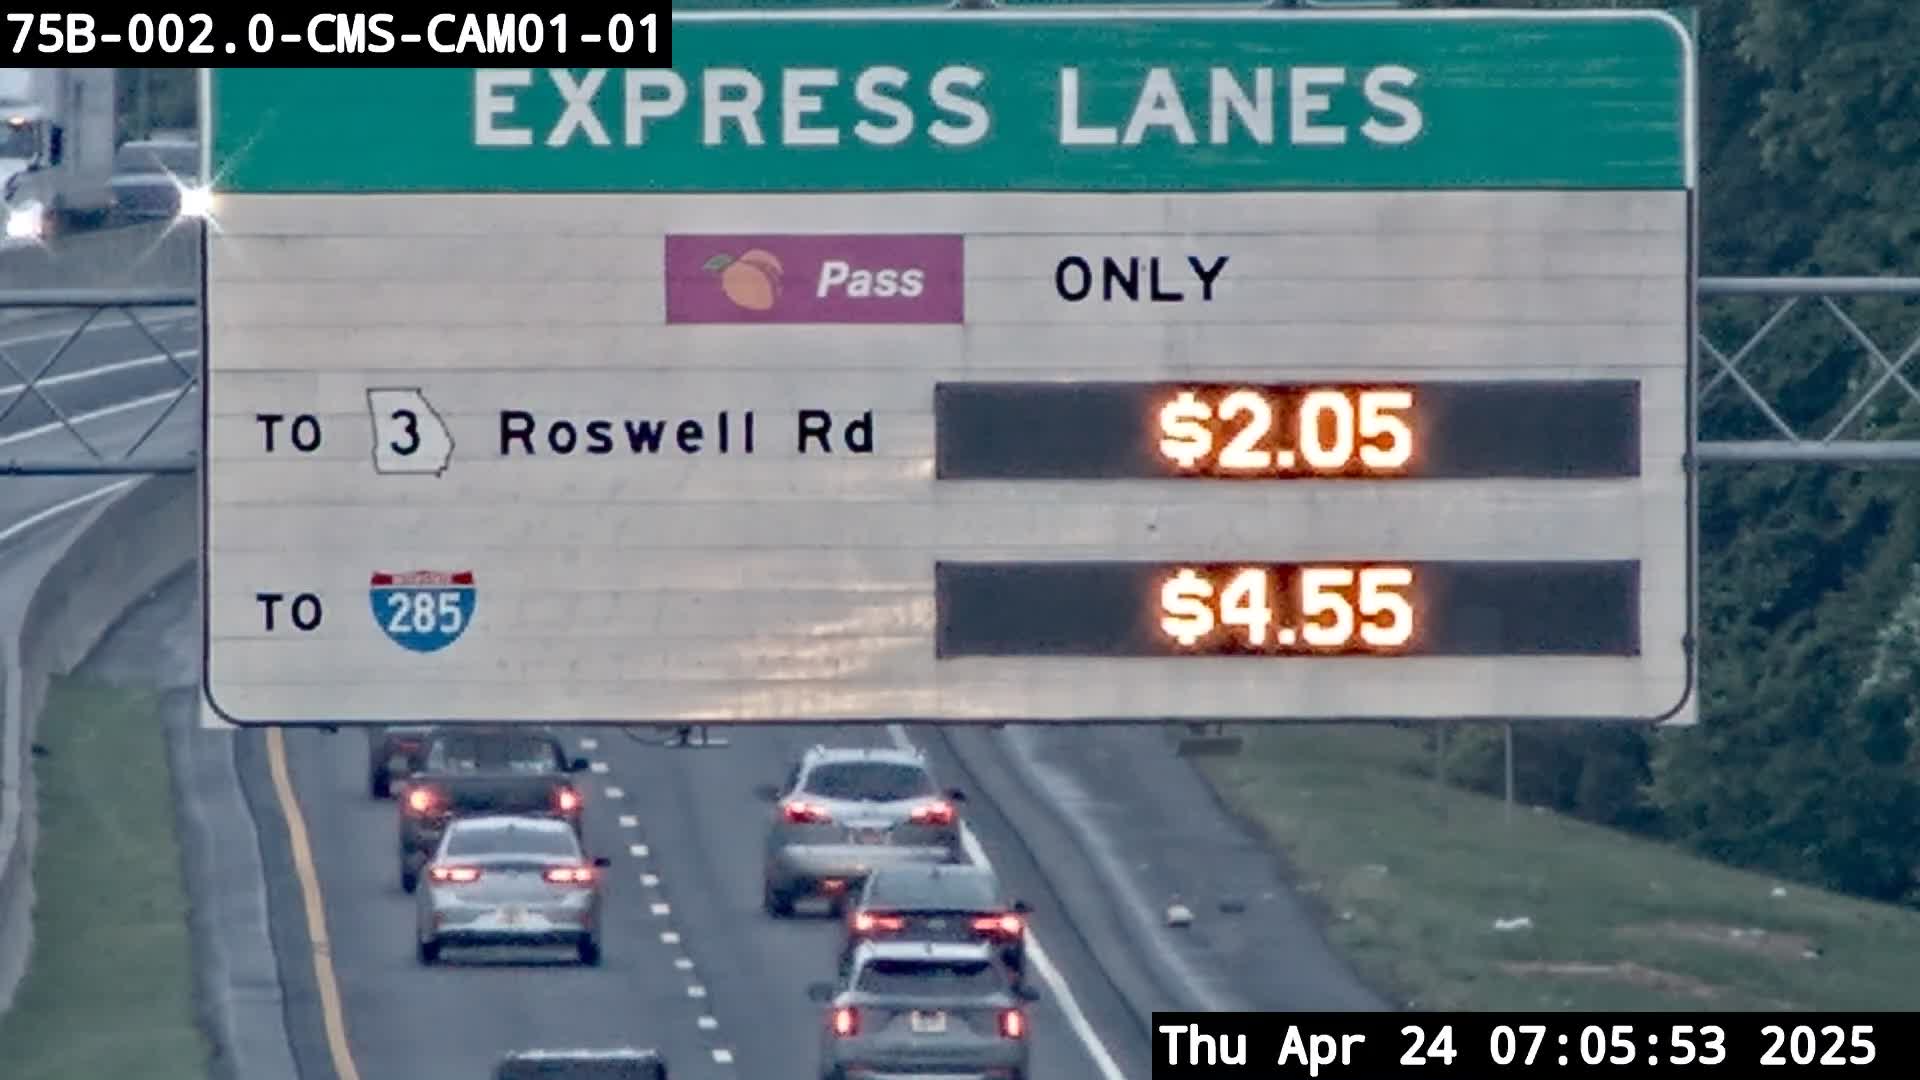 75B-002.0-CMS-CAM01-01
EXPRESS LANES
Pass ONLY
TO 3 Roswell Rd $2.05
TO 285 $4.55
Thu Apr 24 07:05:53 2025